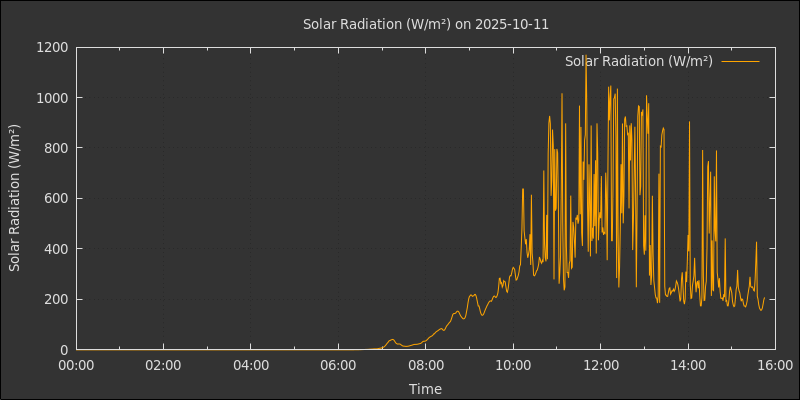 Solar Radiation (W/m²) on 2025-10-11
Solar Radiation (W/m²)
1200
1000
800
600
400
200
0
Solar Radiation (W/m²)
00:00 02:00 04:00 06:00 08:00 10:00 12:00 14:00 16:00
Time